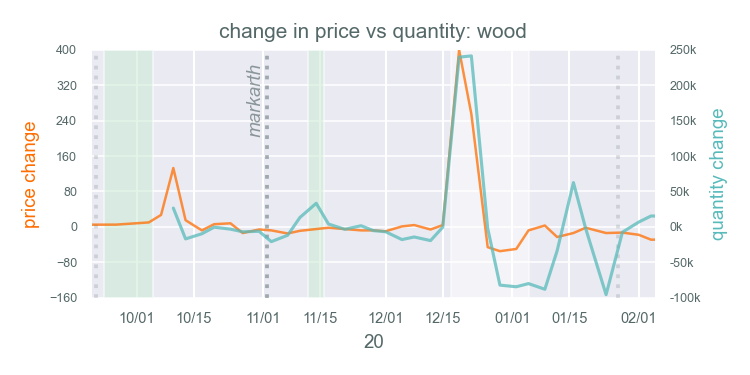 change in price vs quantity: wood
400
320
240
160
80
0
−80
−160
price change
markarth
250k
200k
150k
100k
50k
0k
-50k
-100k
quantity change
10/01 10/15 11/01 11/15 12/01 12/15 01/01 01/15 02/01
20